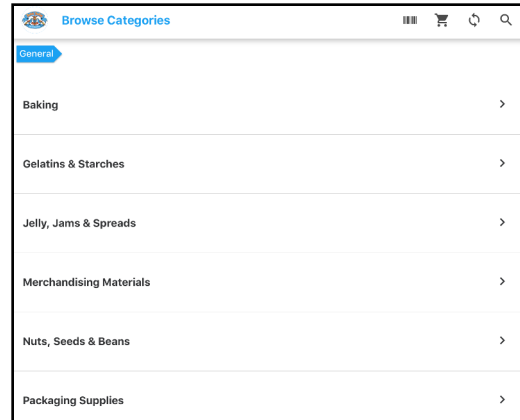 Browse Categories
General
Baking
Gelatins & Starches
Jelly, Jams & Spreads
Merchandising Materials
Nuts, Seeds & Beans
Packaging Supplies